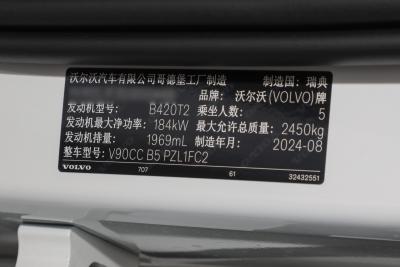 沃尔沃汽车有限公司哥德堡工厂制造 制造国：瑞典
品牌：沃尔沃(VOLVO)牌
发动机型号： B420T2 乘坐人数： 5
发动机最大净功率： 184kW 最大允许总质量： 2450kg
发动机排量： 1969mL 制造年月： 2024-08
整车型号：V90CC B5 PZL1FC2
VOLVO 707 61 32432551